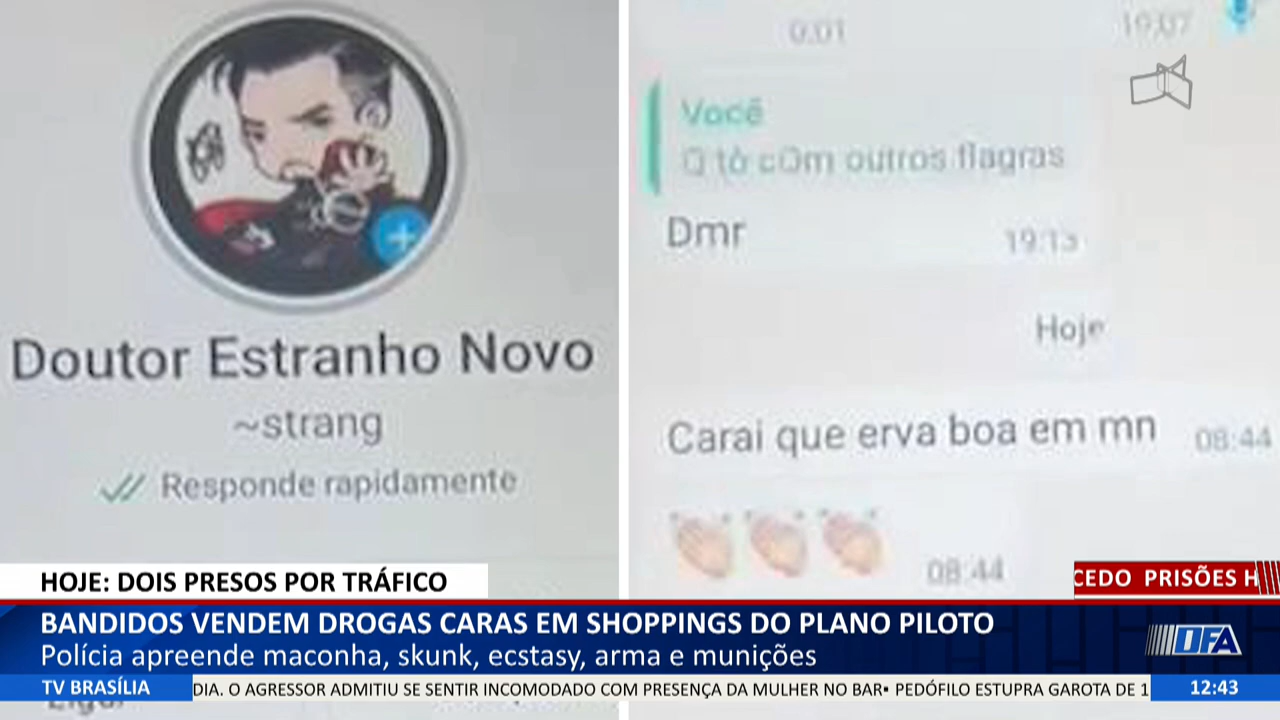 Doutor Estranho Novo
~strang
Responde rapidamente
0:01
19:07
Você
tô cOm outros flagras
Dmr
19:13
Hoje
Carai que erva boa em mn
08:44
08:44
HOJE: DOIS PRESOS POR TRÁFICO
CEDO PRISÕES H
BANDIDOS VENDEM DROGAS CARAS EM SHOPPINGS DO PLANO PILOTO
Polícia apreende maconha, skunk, ecstasy, arma e munições
DFA
TV BRASÍLIA
DIA. O AGRESSOR ADMITIU SE SENTIR INCOMODADO COM PRESENÇA DA MULHER NO BAR▪ PEDÓFILO ESTUPRA GAROTA DE 1
12:43